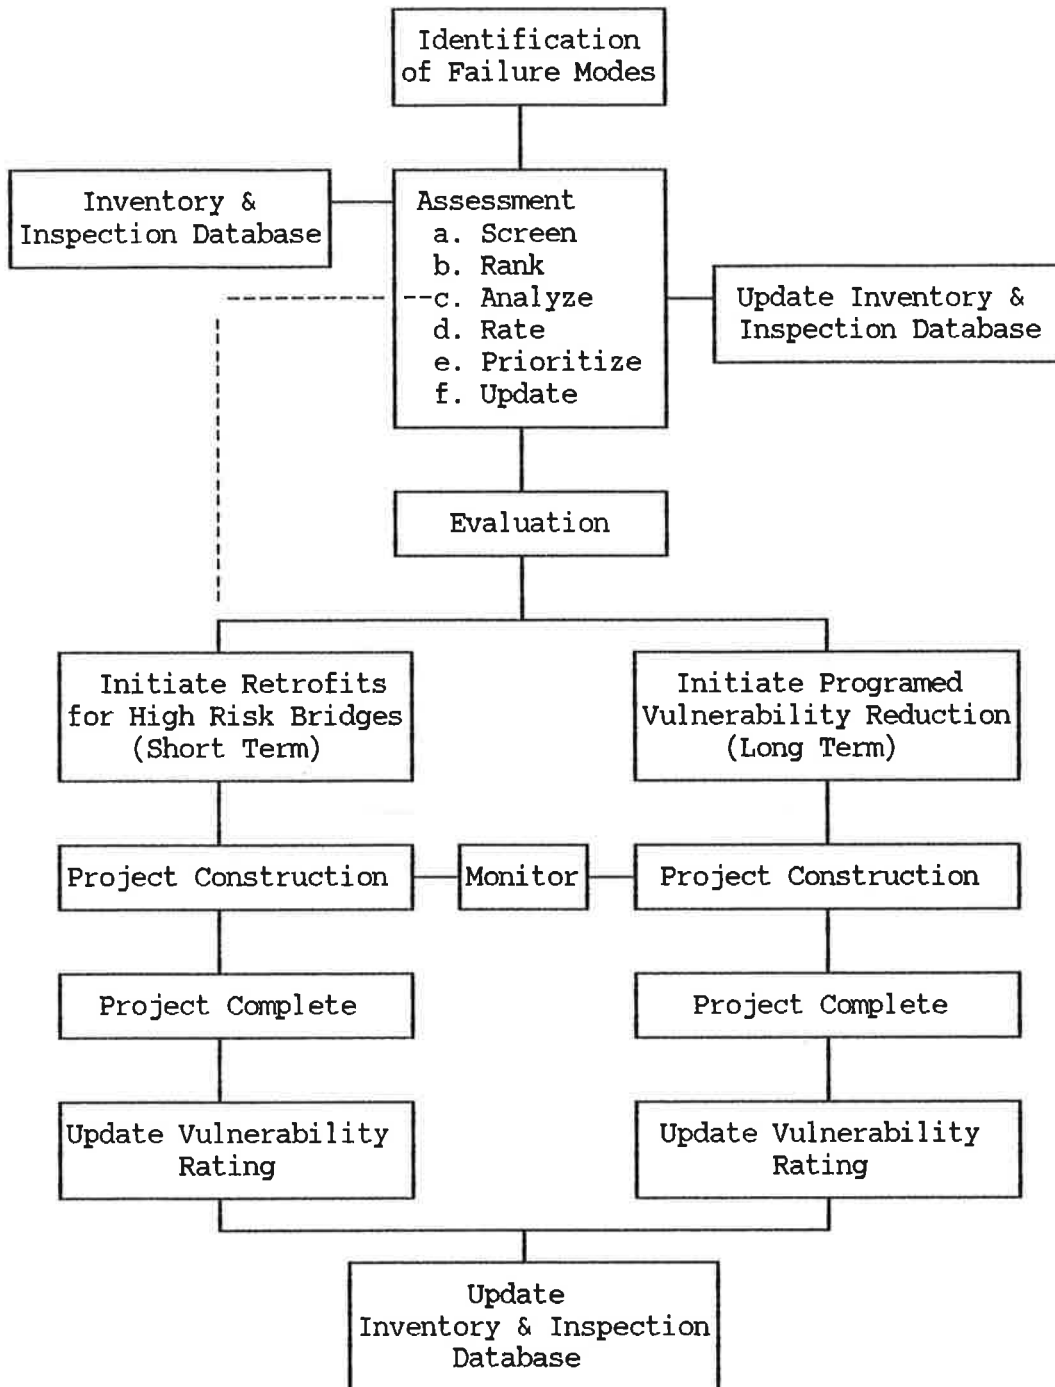 Identification
of Failure Modes
Inventory &
Inspection Database
Assessment
a. Screen
b. Rank
c. Analyze
d. Rate
e. Prioritize
f. Update
Update Inventory &
Inspection Database
Evaluation
Initiate Retrofits
for High Risk Bridges
(Short Term)
Initiate Programed
Vulnerability Reduction
(Long Term)
Project Construction
Monitor
Project Construction
Project Complete
Project Complete
Update Vulnerability
Rating
Update Vulnerability
Rating
Update
Inventory & Inspection
Database